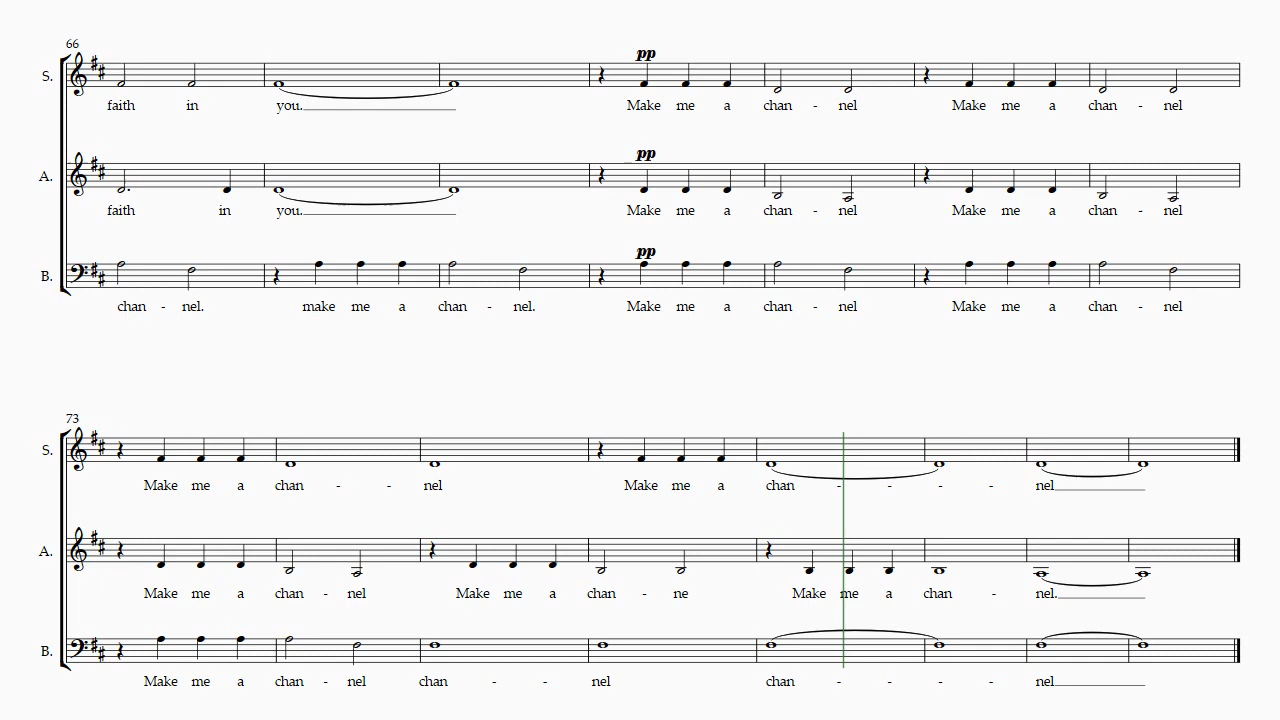 66
pp
S.
faith in you. Make me a chan - nel Make me a chan - nel
pp
A.
faith in you. Make me a chan - nel Make me a chan - nel
pp
B.
chan - nel. make me a chan - nel. Make me a chan - nel Make me a chan - nel
73
S.
Make me a chan - - nel Make me a chan - - - - nel
A.
Make me a chan - nel Make me a chan - ne Make me a chan - nel.
B.
Make me a chan - nel chan - - nel chan - - - - nel